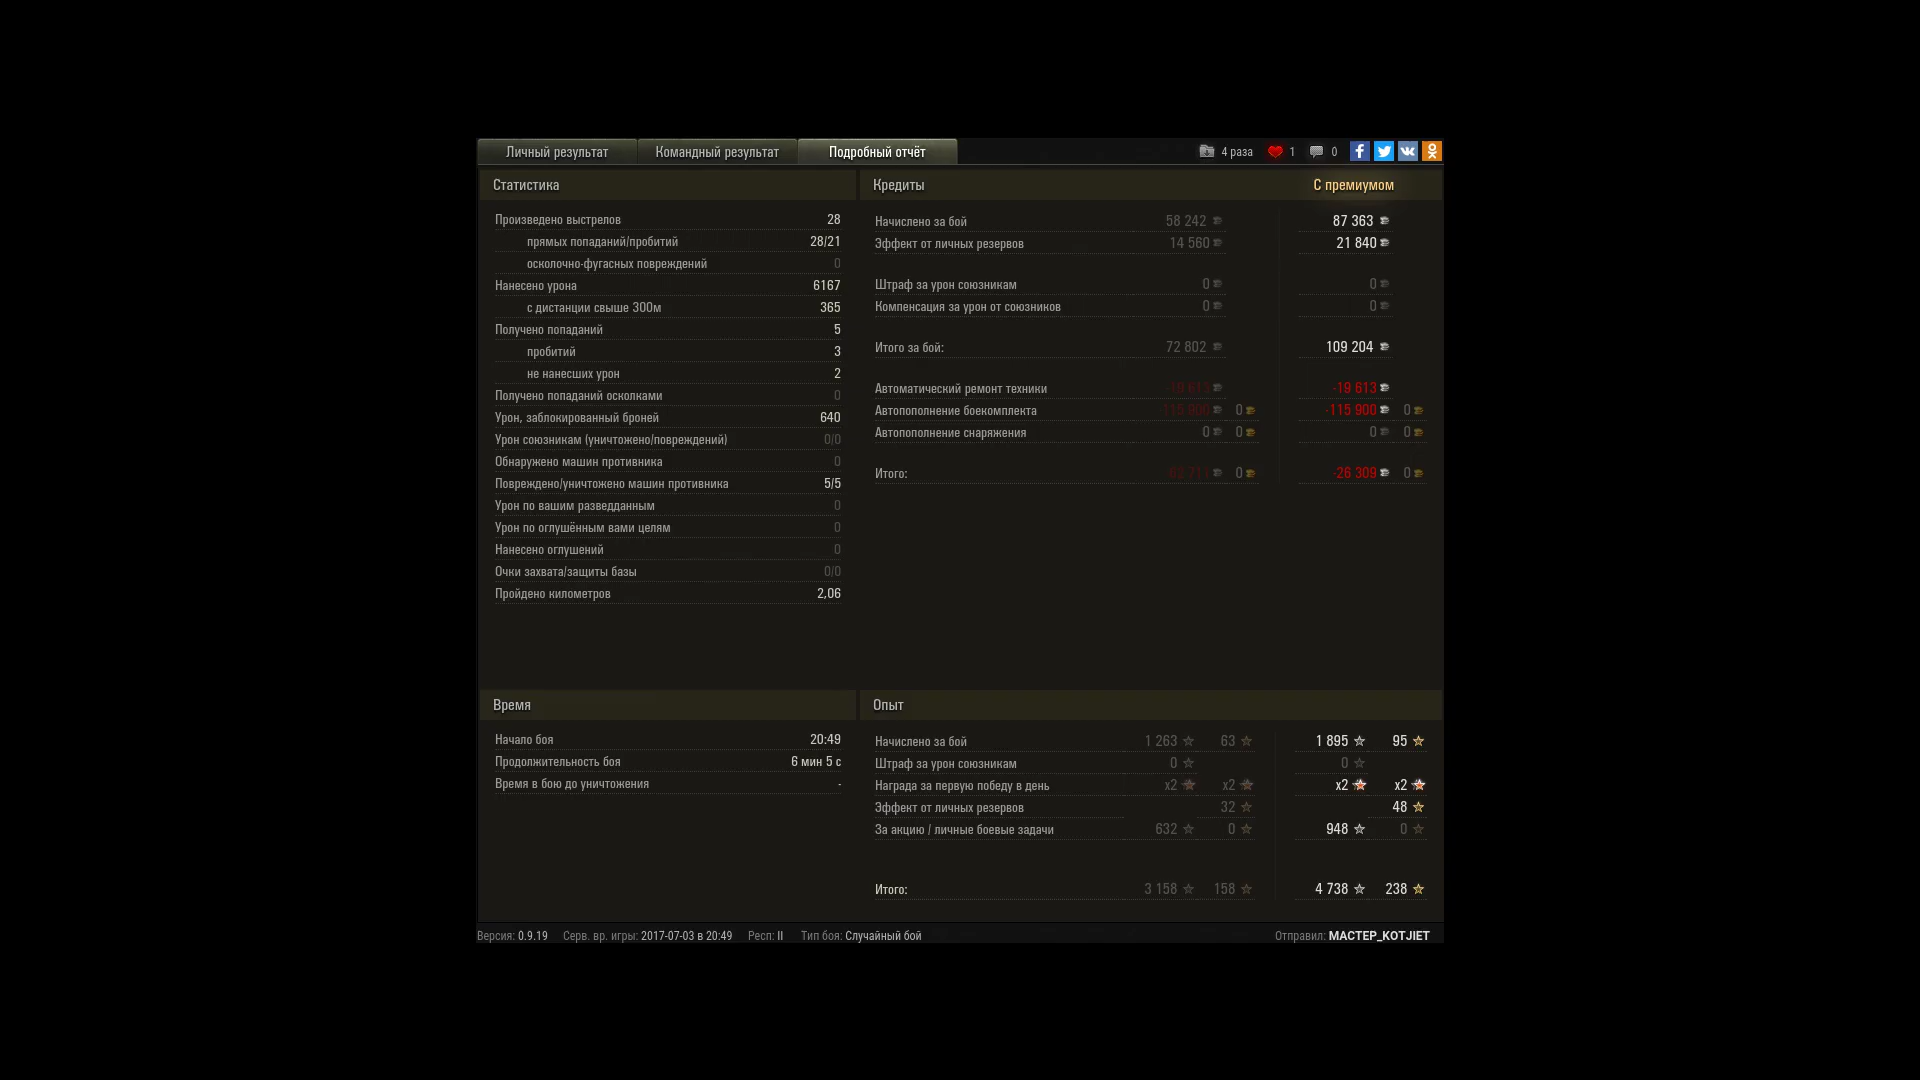 Личный результат Командный результат Подробный отчёт 4 раза 1 0
Статистика
Произведено выстрелов 28
прямых попаданий/пробитий 28/21
осколочно-фугасных повреждений 0
Нанесено урона 6167
с дистанции свыше 300м 365
Получено попаданий 5
пробитий 3
не нанесших урон 2
Получено попаданий осколками 0
Урон, заблокированный броней 640
Урон союзникам (уничтожено/повреждений) 0/0
Обнаружено машин противника 0
Повреждено/уничтожено машин противника 5/5
Урон по вашим разведданным 0
Урон по оглушённым вами целям 0
Нанесено оглушений 0
Очки захвата/защиты базы 0/0
Пройдено километров 2,06
Кредиты С премиумом
Начислено за бой 58 242 87 363
Эффект от личных резервов 14 560 21 840
Штраф за урон союзникам 0 0
Компенсация за урон от союзников 0 0
Итого за бой: 72 802 109 204
Автоматический ремонт техники -19 613 -19 613
Автопополнение боекомплекта -115 900 0 -115 900 0
Автопополнение снаряжения 0 0 0 0
Итого: 0 -26 309 0
Время
Начало боя 20:49
Продолжительность боя 6 мин 5 с
Время в бою до уничтожения -
Опыт
Начислено за бой 1 263 63 1 895 95
Штраф за урон союзникам 0 0
Награда за первую победу в день x2 x2 x2 x2
Эффект от личных резервов 32 48
За акцию / личные боевые задачи 632 0 948 0
Итого: 3 158 158 4 738 238
Версия: 0.9.19 Серв. вр. игры: 2017-07-03 в 20:49 Респ: II Тип боя: Случайный бой Отправил: MACTEP_KOTJIET